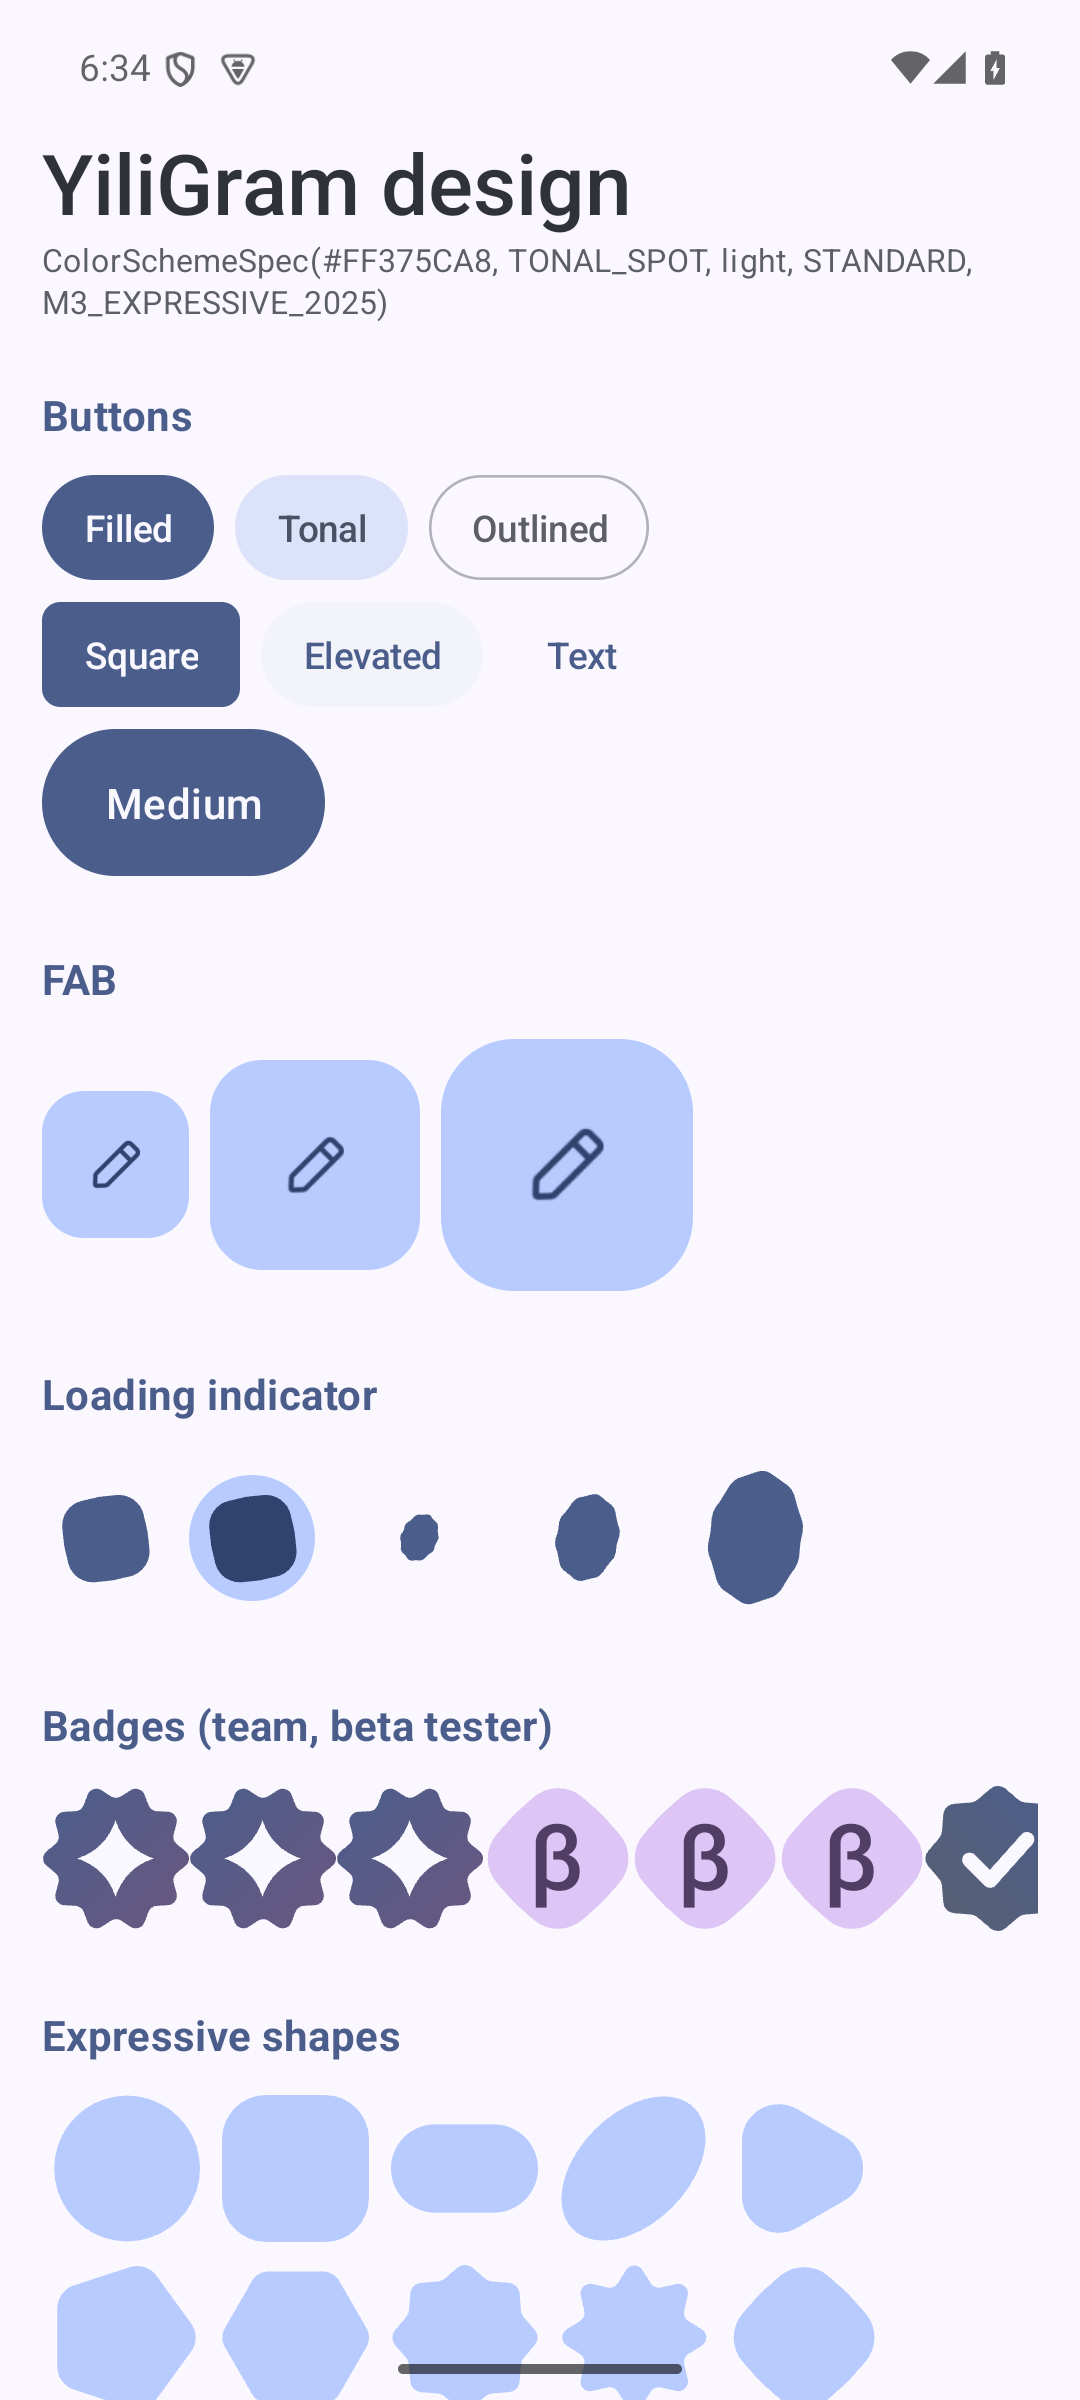 6:34
YiliGram design
ColorSchemeSpec(#FF375CA8, TONAL_SPOT, light, STANDARD,
M3_EXPRESSIVE_2025)
Buttons
Filled Tonal Outlined
Square Elevated Text
Medium
FAB
Loading indicator
Badges (team, beta tester)
β β β
Expressive shapes